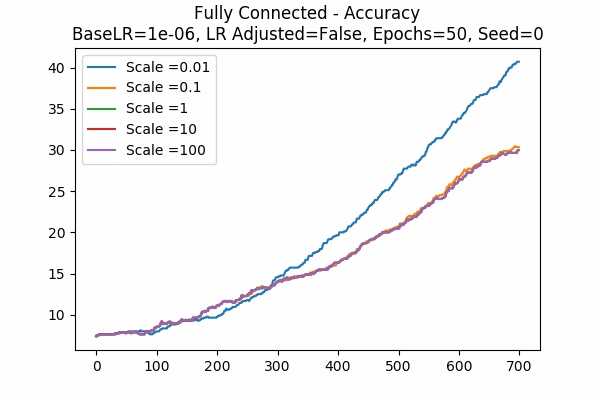 Fully Connected - Accuracy
BaseLR=1e-06, LR Adjusted=False, Epochs=50, Seed=0
40
35
30
25
20
15
10
Scale =0.01
Scale =0.1
Scale =1
Scale =10
Scale =100
0 100 200 300 400 500 600 700